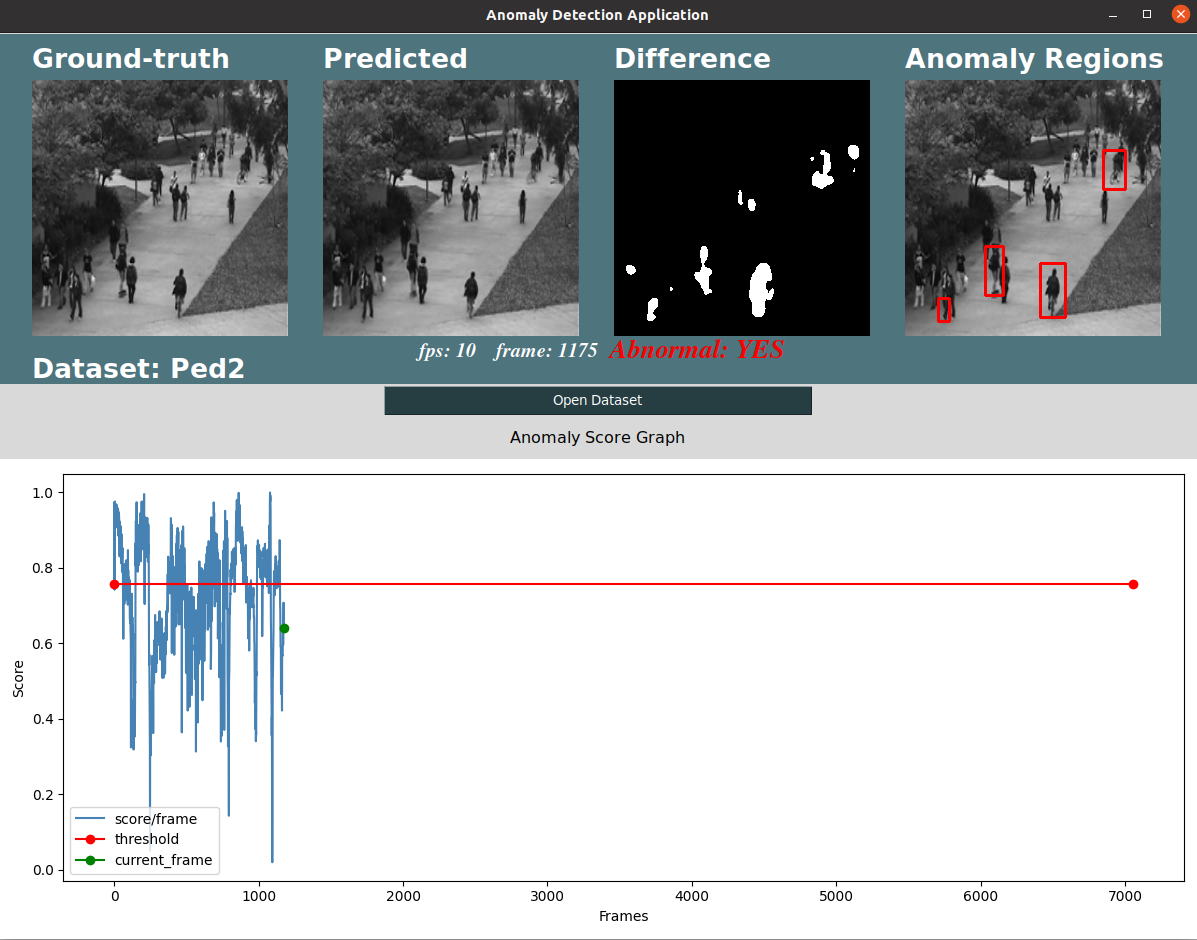 Anomaly Detection Application
Ground-truth
Predicted
Difference
Anomaly Regions
fps: 10 frame: 1175 Abnormal: YES
Dataset: Ped2
Open Dataset
Anomaly Score Graph
1.0
0.8
0.6
0.4
0.2
0.0
Score
score/frame
threshold
current_frame
0 1000 2000 3000 4000 5000 6000 7000
Frames